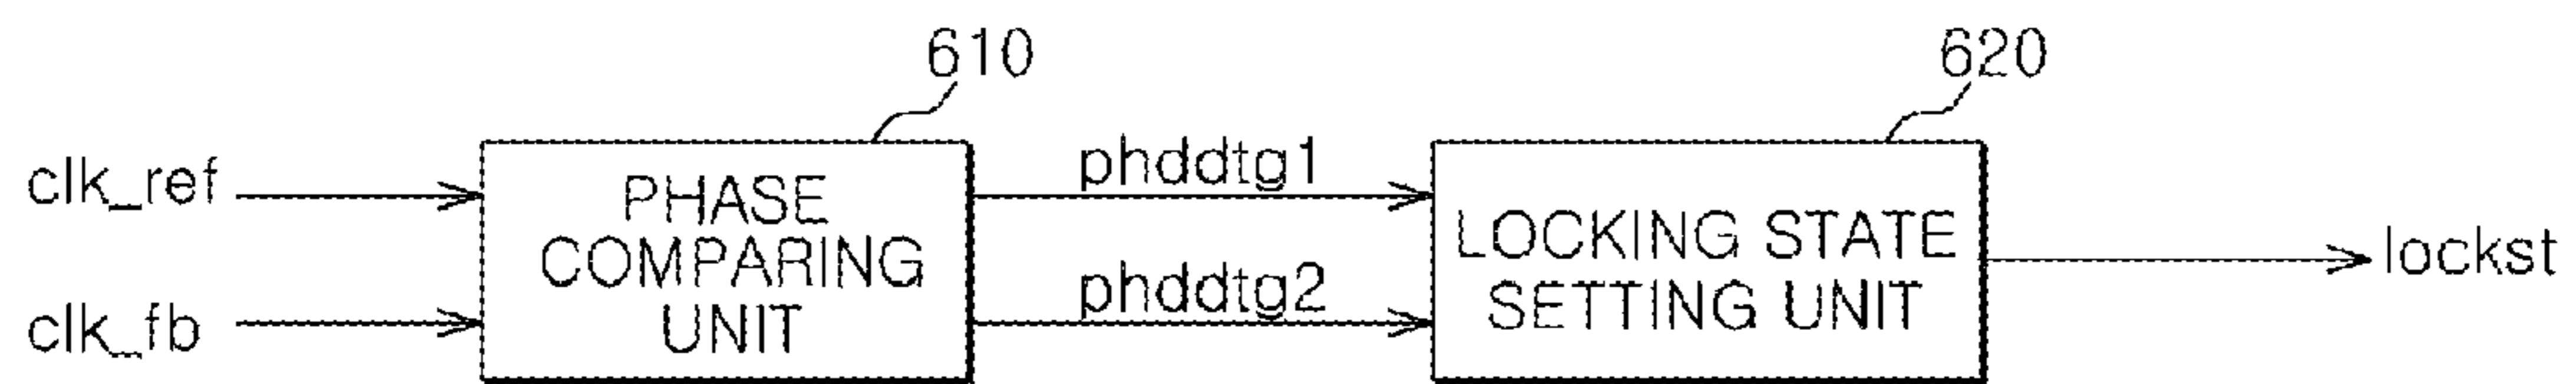 610
620
clk_ref
clk_fb
PHASE
COMPARING
UNIT
phddtg1
phddtg2
LOCKING STATE
SETTING UNIT
lockst